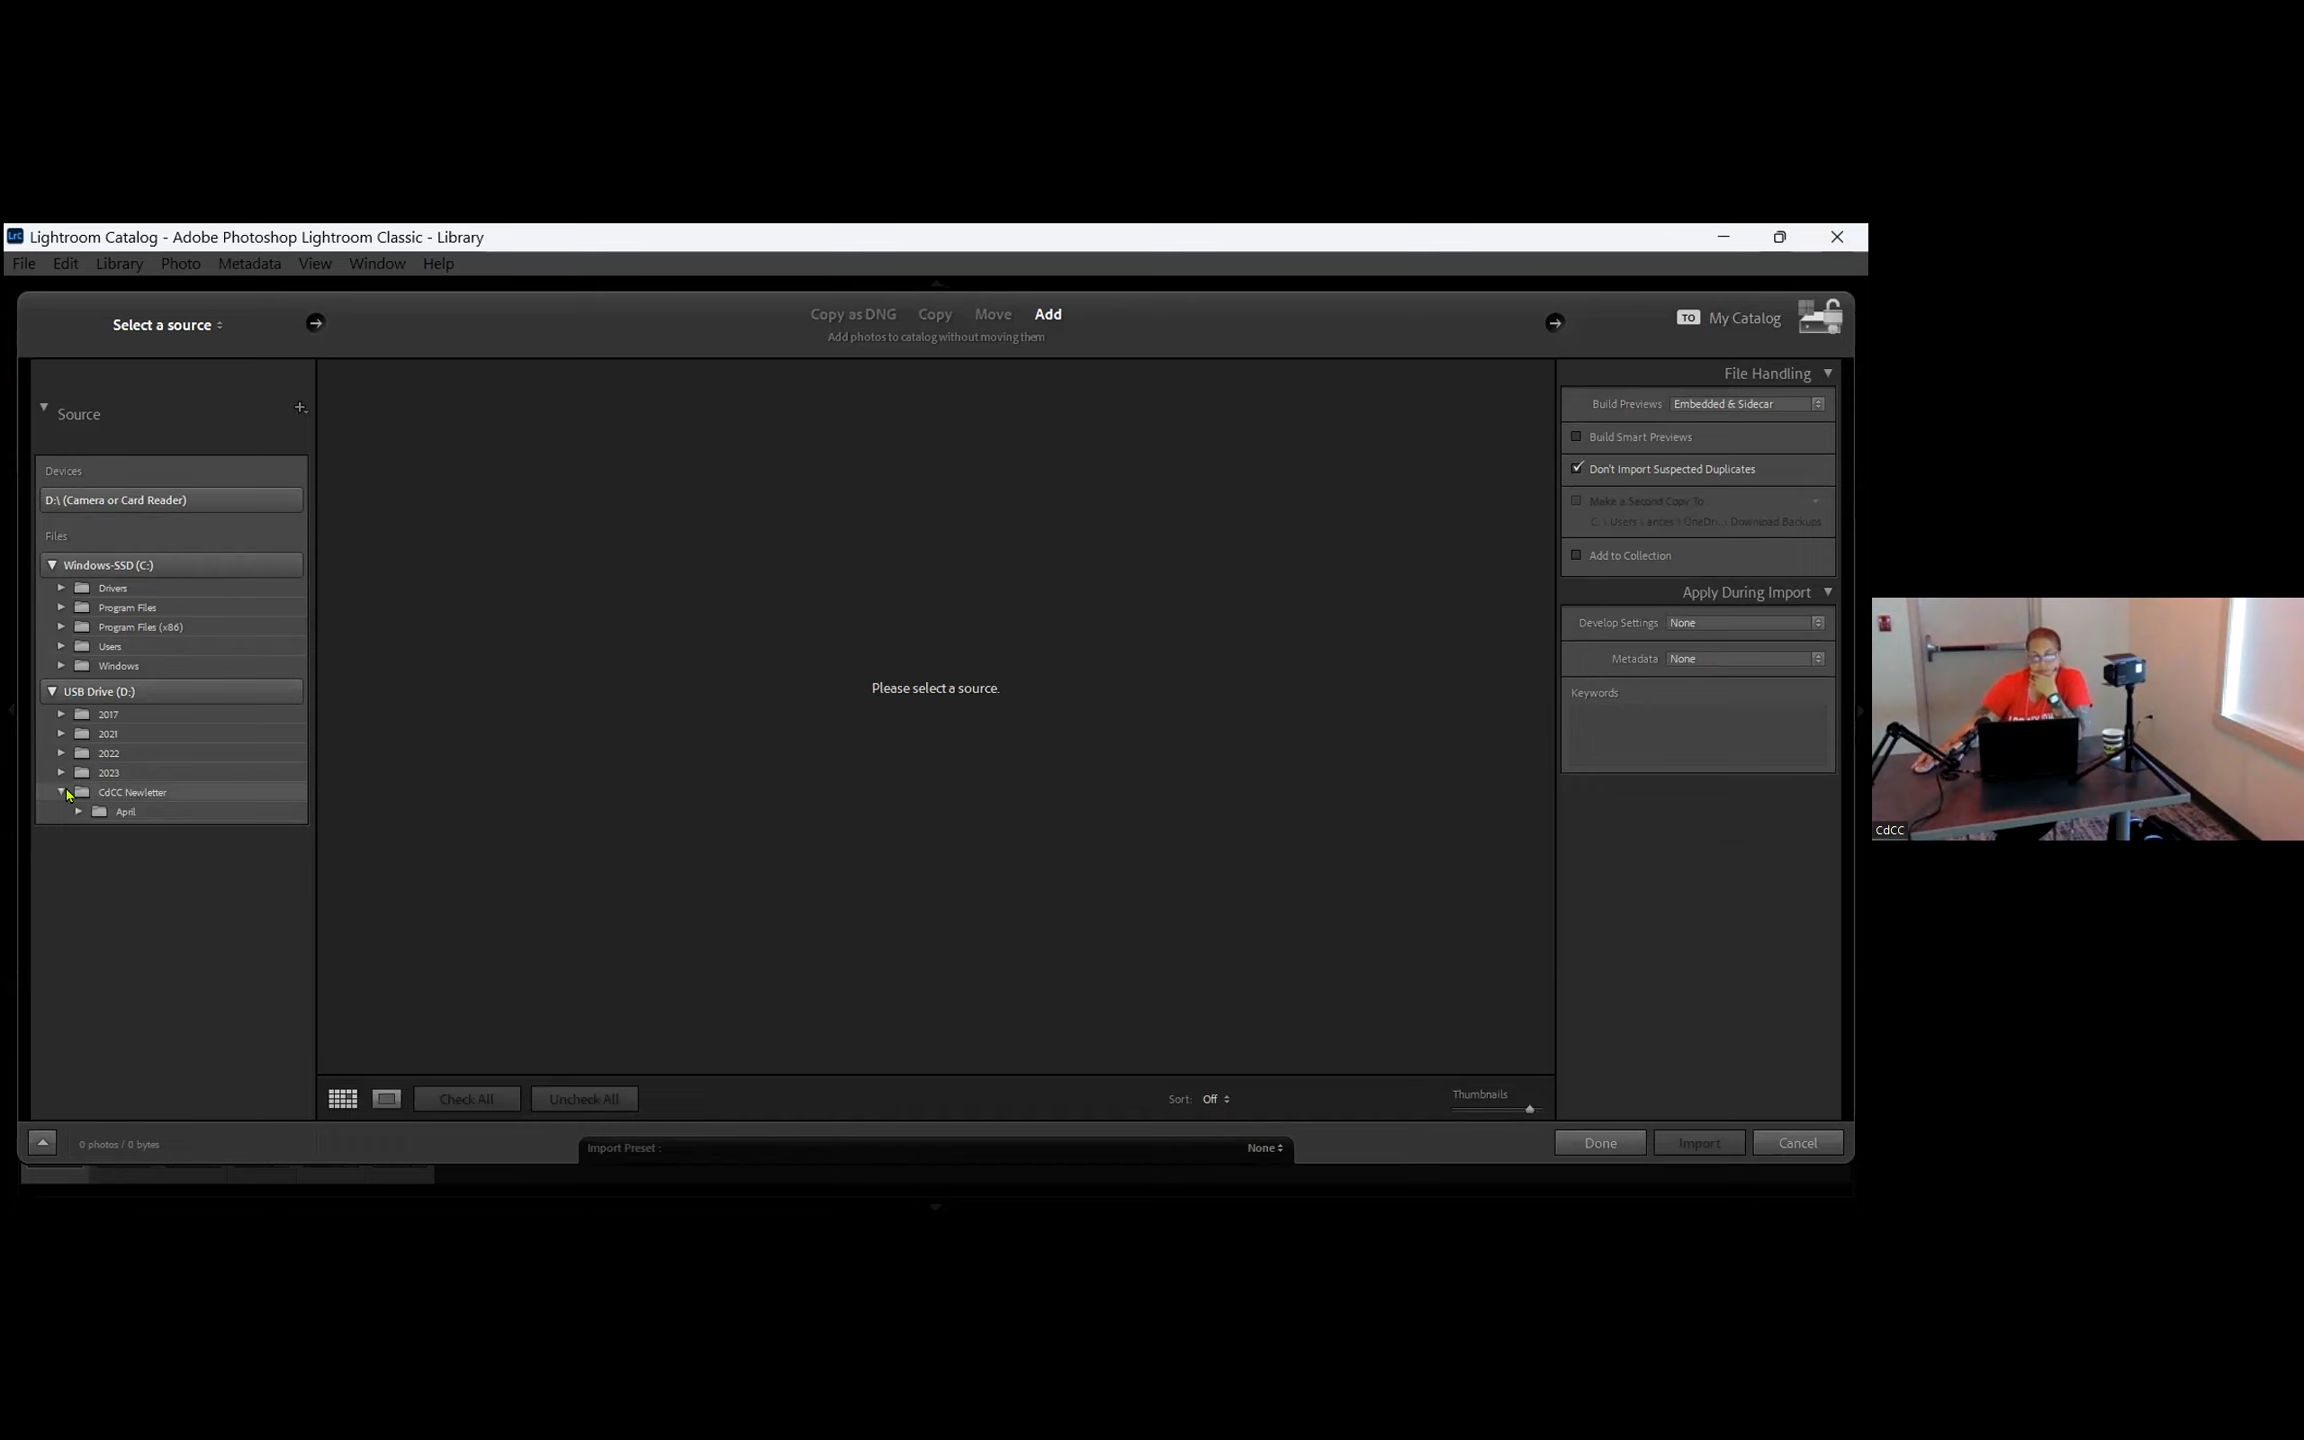 Lightroom Catalog - Adobe Photoshop Lightroom Classic - Library
File Edit Library Photo Metadata View Window Help
Select a source
Copy as DNG Copy Move Add
Add photos to catalog without moving them
TO My Catalog
Source
Devices
D:\ (Camera or Card Reader)
Files
Windows-SSD (C:)
Drivers
Program Files
Program Files (x86)
Users
Windows
USB Drive (D:)
2017
2021
2022
2023
CdCC Newletter
April
Please select a source.
File Handling
Build Previews Embedded & Sidecar
Build Smart Previews
Don't Import Suspected Duplicates
Make a Second Copy To
C: \ Users \ ances \ OneDri... \ Download Backups
Add to Collection
Apply During Import
Develop Settings None
Metadata None
Keywords
Check All Uncheck All
Sort: Off
Thumbnails
0 photos / 0 bytes
Import Preset : None
Done Import Cancel
CdCC